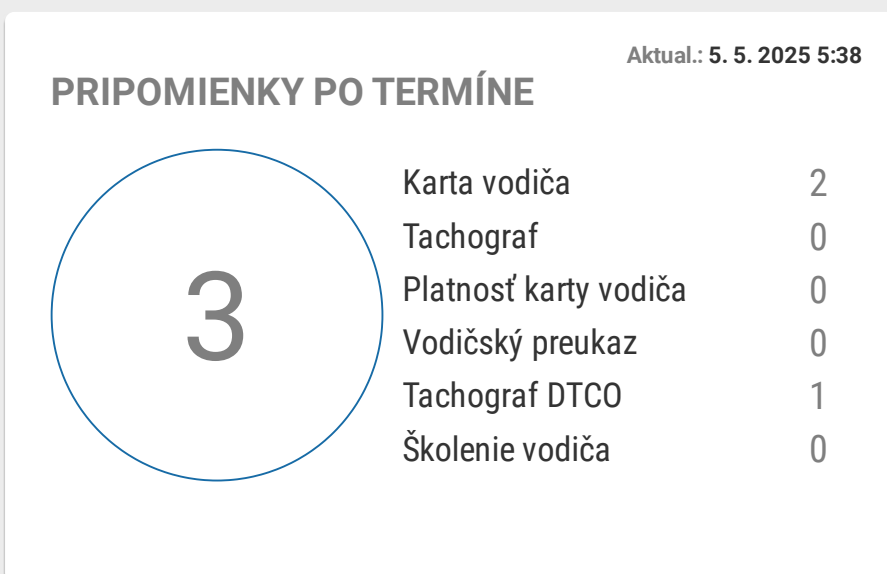 Aktual.: 5. 5. 2025 5:38
PRIPOMIENKY PO TERMÍNE
3
Karta vodiča 2
Tachograf 0
Platnosť karty vodiča 0
Vodičský preukaz 0
Tachograf DTCO 1
Školenie vodiča 0